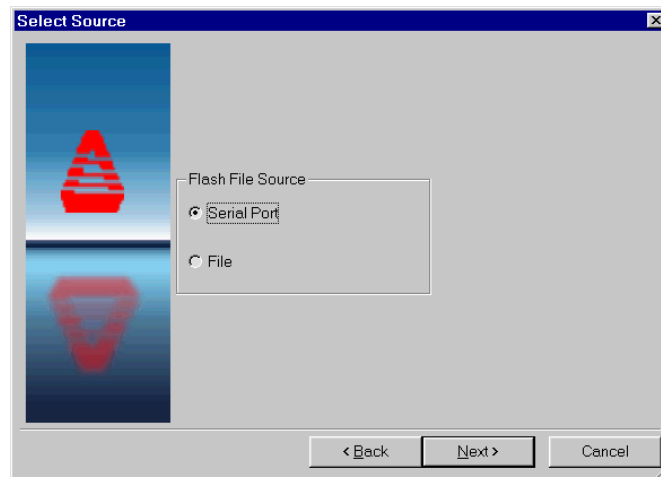 Select Source
Flash File Source
Serial Port
File
< Back
Next >
Cancel